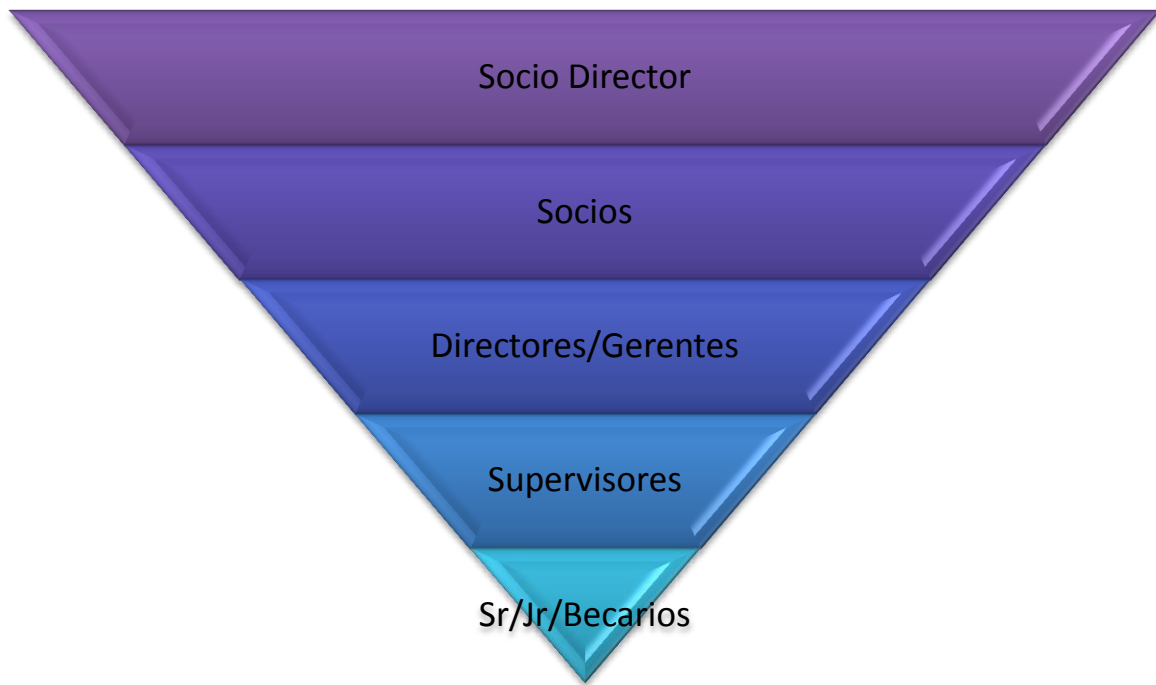 Socio Director
Socios
Directores/Gerentes
Supervisores
Sr/Jr/Becarios